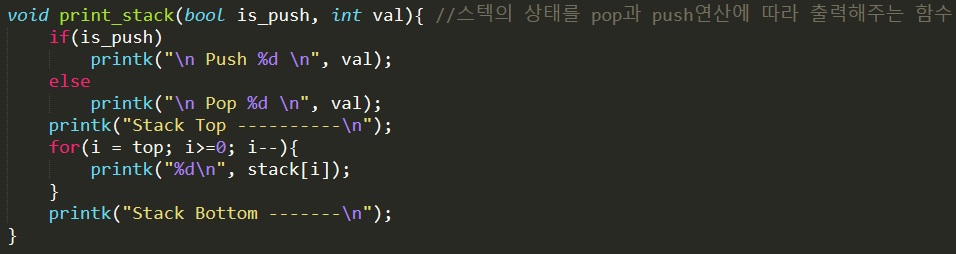 void print_stack(bool is_push, int val){ //스텍의 상태를 pop과 push연산에 따라 출력해주는 함수
    if(is_push)
        printk("\n Push %d \n", val);
    else
        printk("\n Pop %d \n", val);
    printk("Stack Top ----------\n");
    for(i = top; i>=0; i--){
        printk("%d\n", stack[i]);
    }
    printk("Stack Bottom -------\n");
}